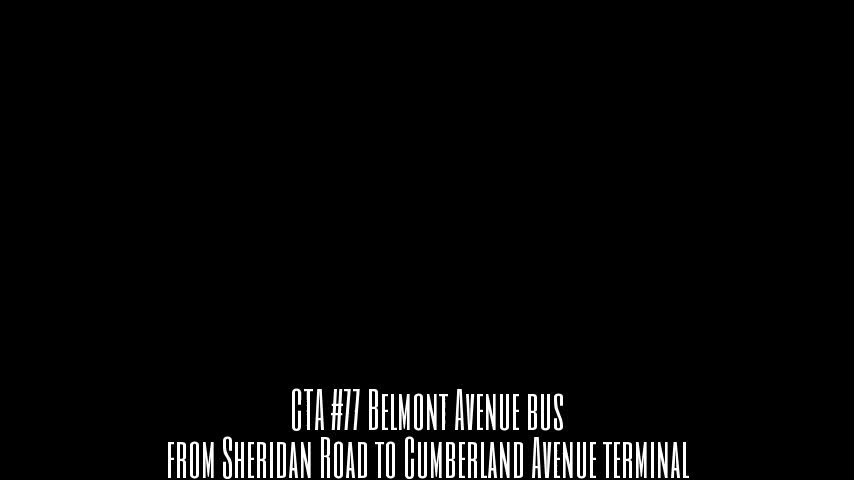 CTA #77 Belmont Avenue bus
from Sheridan Road to Cumberland Avenue terminal